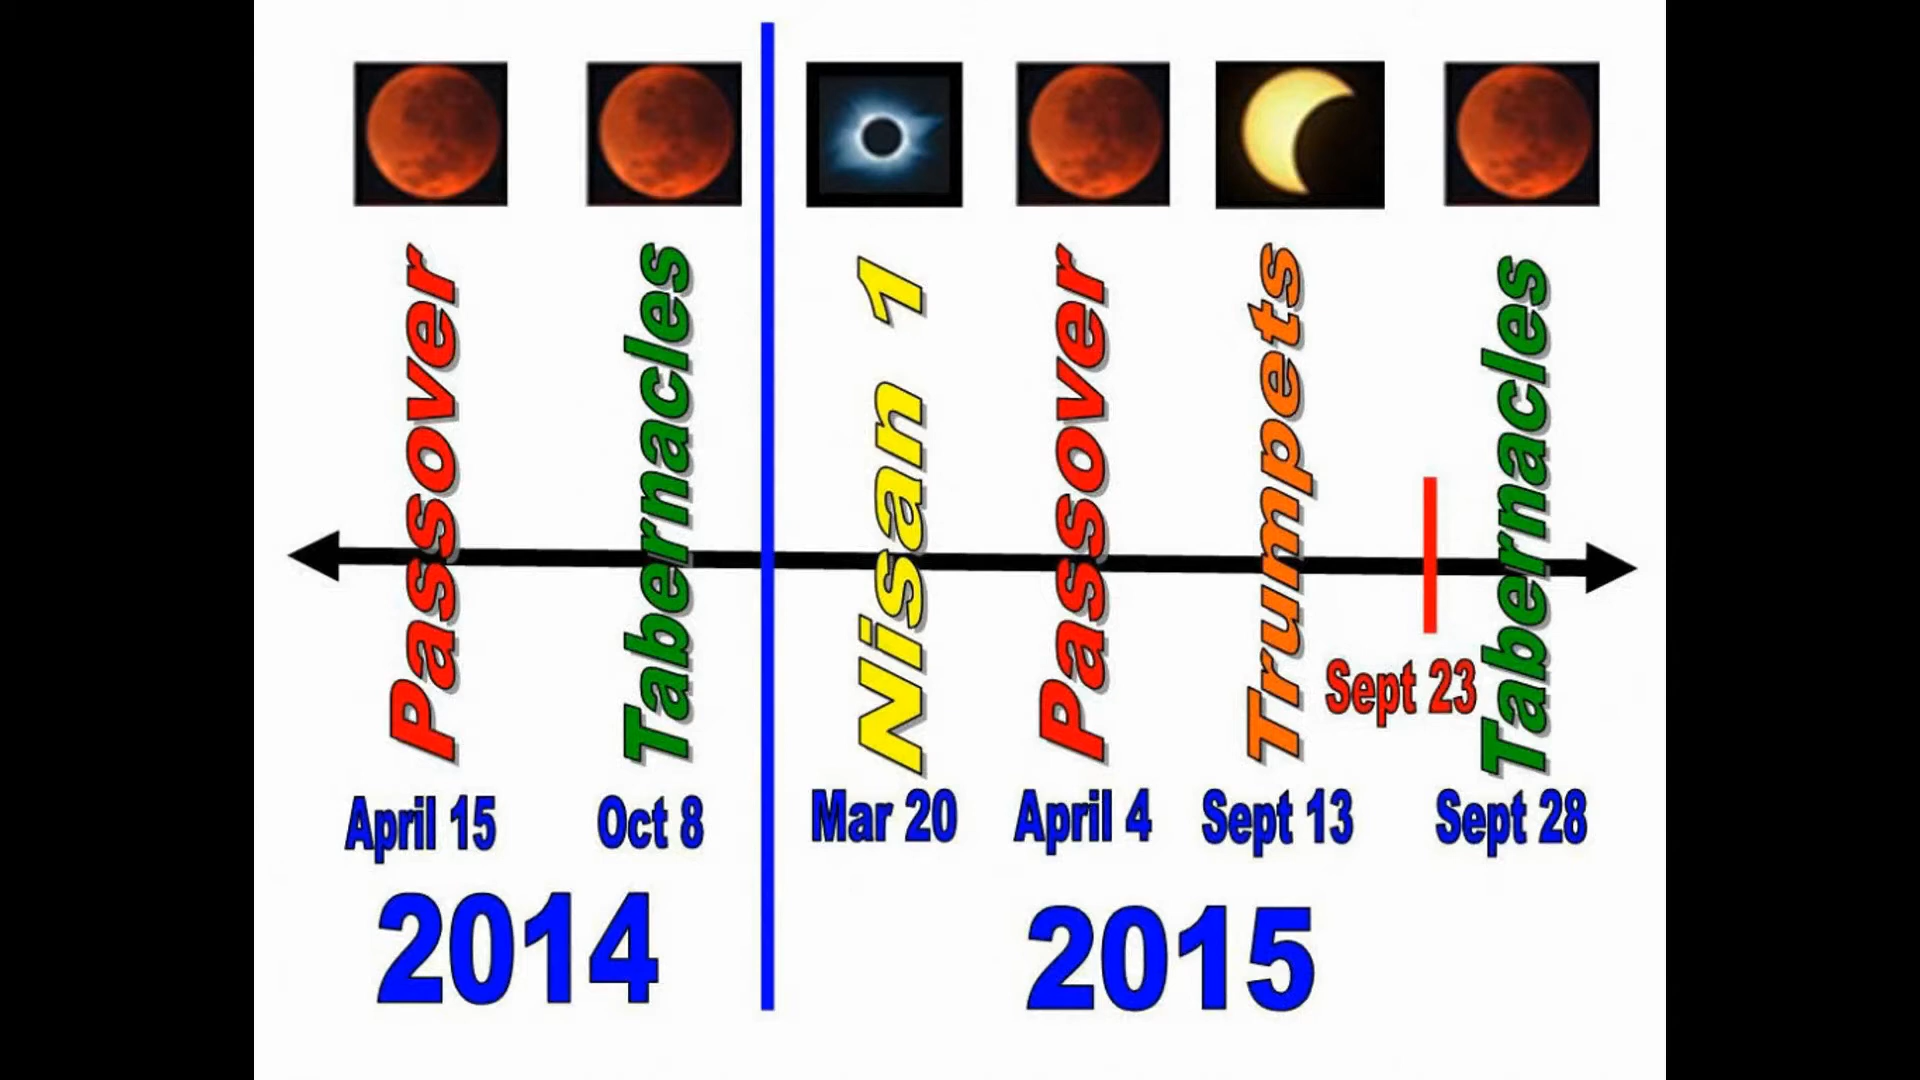 Passover
Tabernacles
Nisan 1
Passover
Trumpets
Tabernacles
Sept 23
April 15
Oct 8
Mar 20
April 4
Sept 13
Sept 28
2014
2015